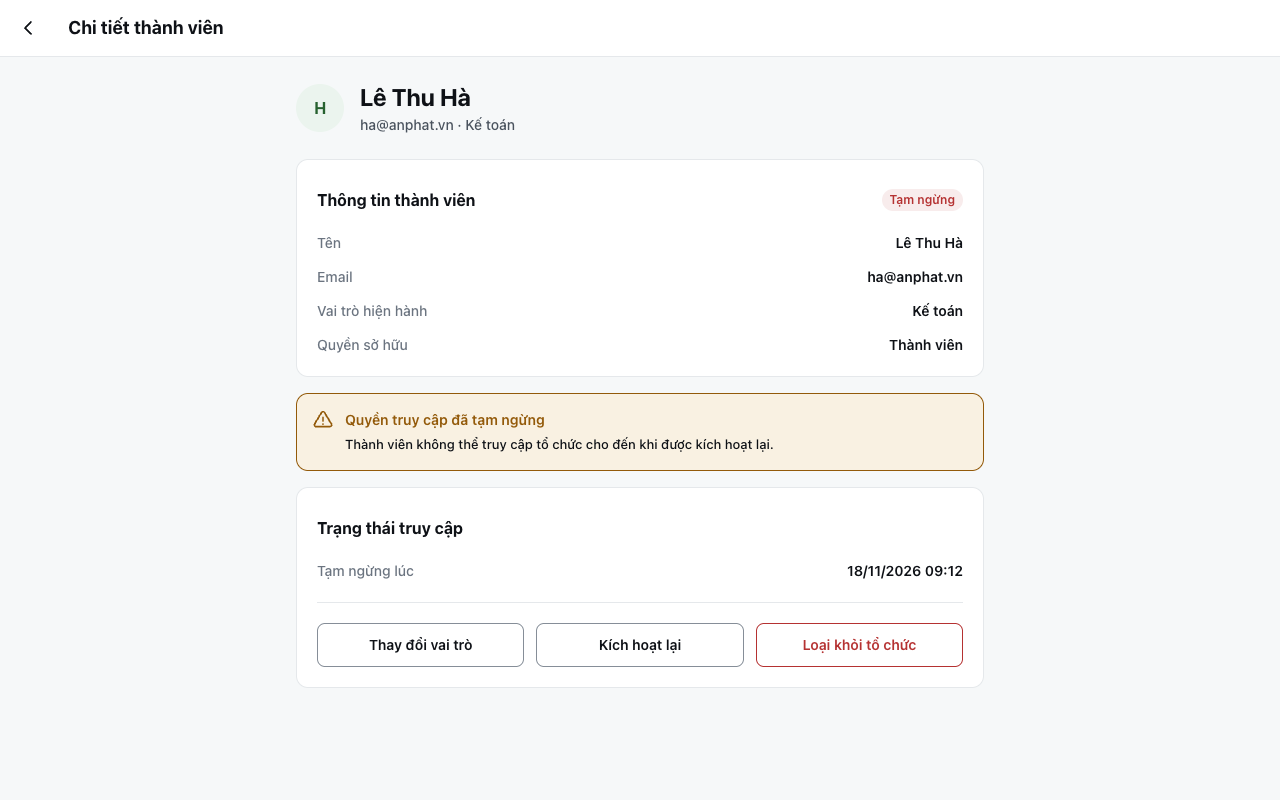 Chi tiết thành viên
H
Lê Thu Hà
ha@anphat.vn · Kế toán
Thông tin thành viên
Tạm ngừng
Tên
Lê Thu Hà
Email
ha@anphat.vn
Vai trò hiện hành
Kế toán
Quyền sở hữu
Thành viên
Quyền truy cập đã tạm ngừng
Thành viên không thể truy cập tổ chức cho đến khi được kích hoạt lại.
Trạng thái truy cập
Tạm ngừng lúc
18/11/2026 09:12
Thay đổi vai trò
Kích hoạt lại
Loại khỏi tổ chức